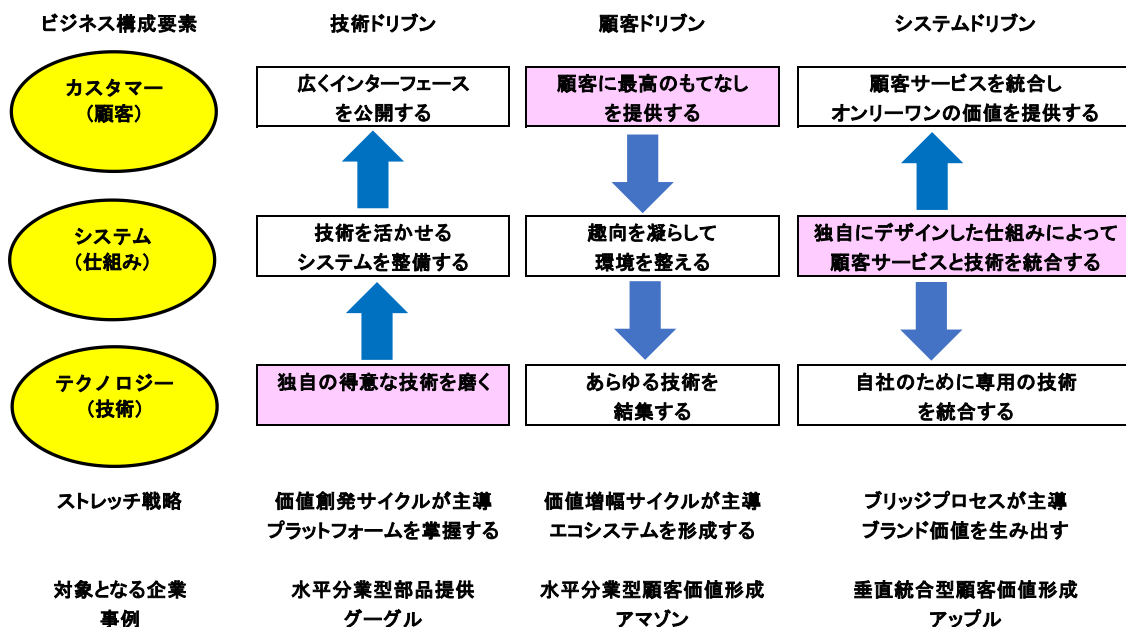 ビジネス構成要素
技術ドリブン
顧客ドリブン
システムドリブン
カスタマー
（顧客）
広くインターフェース
を公開する
顧客に最高のもてなし
を提供する
顧客サービスを統合し
オンリーワンの価値を提供する
システム
（仕組み）
技術を活かせる
システムを整備する
趣向を凝らして
環境を整える
独自にデザインした仕組みによって
顧客サービスと技術を統合する
テクノロジー
（技術）
独自の得意な技術を磨く
あらゆる技術を
結集する
自社のために専用の技術
を統合する
ストレッチ戦略
価値創発サイクルが主導
プラットフォームを掌握する
価値増幅サイクルが主導
エコシステムを形成する
ブリッジプロセスが主導
ブランド価値を生み出す
対象となる企業
事例
水平分業型部品提供
グーグル
水平分業型顧客価値形成
アマゾン
垂直統合型顧客価値形成
アップル